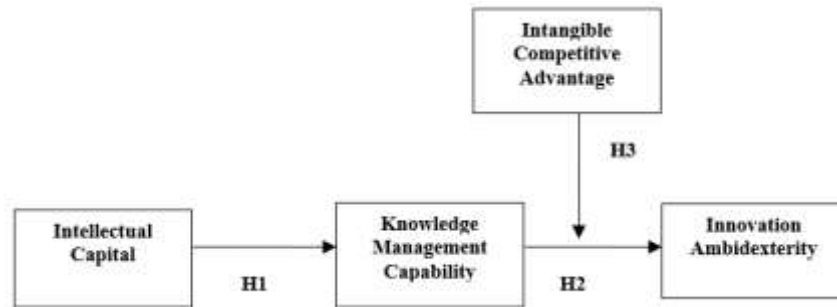 Intangible
Competitive
Advantage
H3
Intellectual
Capital
H1
Knowledge
Management
Capability
H2
Innovation
Ambidexterity